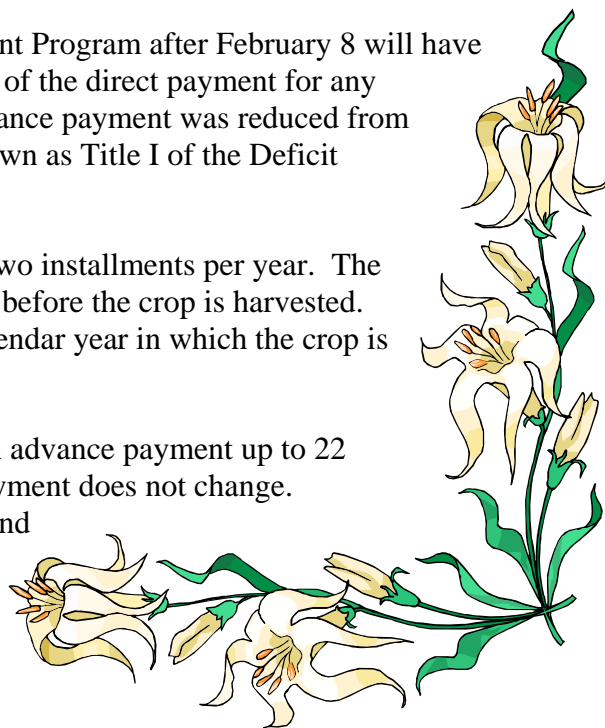 nt Program after February 8 will have
of the direct payment for any
ance payment was reduced from
wn as Title I of the Deficit
wo installments per year.  The
before the crop is harvested.
endar year in which the crop is
advance payment up to 22
yment does not change.
nd